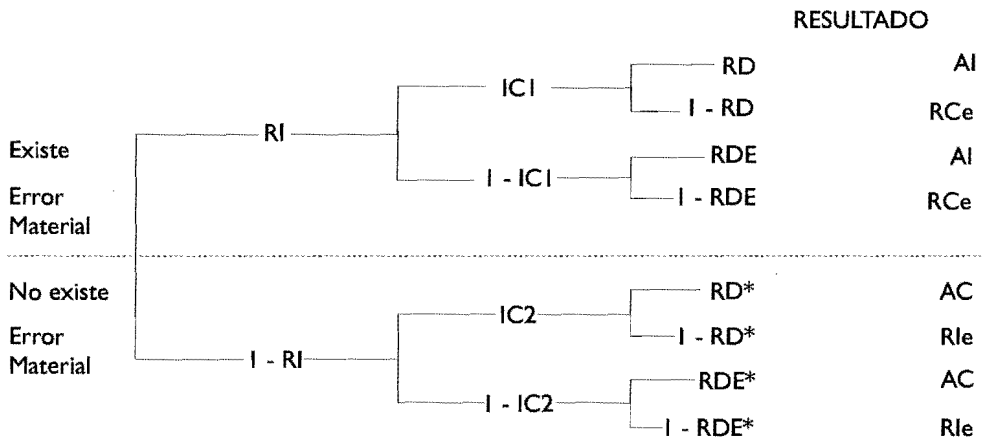 RESULTADO
RD AI
IC1
1 - RD RCe
RI
Existe
RDE AI
1 - IC1
Error
1 - RDE RCe
Material
No existe
RD* AC
IC2
Error
1 - RD* RIe
Material
1 - RI
RDE* AC
1 - IC2
1 - RDE* RIe